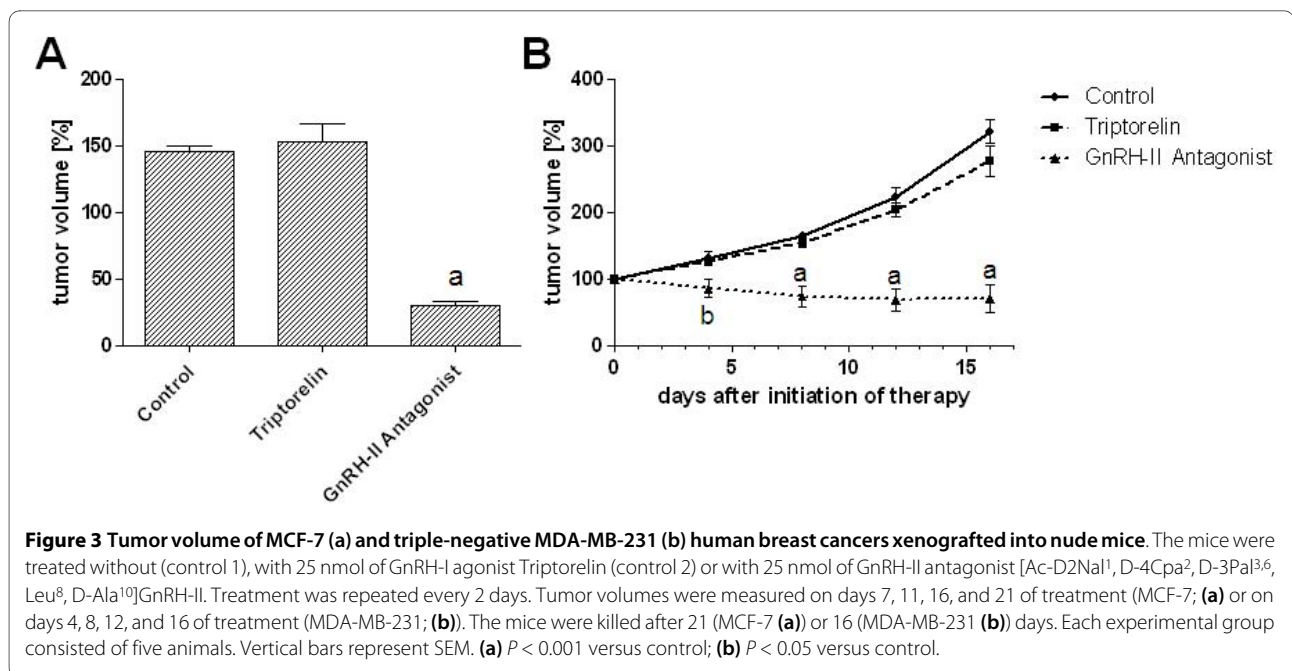 A
B
200
150
100
50
0
tumor volume [%]
a
Control
Triptorelin
GnRH-II Antagonist
400
300
200
100
0
tumor volume [%]
a a a
b
0 5 10 15
days after initiation of therapy
Control
Triptorelin
GnRH-II Antagonist
Figure 3 Tumor volume of MCF-7 (a) and triple-negative MDA-MB-231 (b) human breast cancers xenografted into nude mice. The mice were
treated without (control 1), with 25 nmol of GnRH-I agonist Triptorelin (control 2) or with 25 nmol of GnRH-II antagonist [Ac-D2Nal¹, D-4Cpa², D-3Pal³,⁶,
Leu⁸, D-Ala¹⁰]GnRH-II. Treatment was repeated every 2 days. Tumor volumes were measured on days 7, 11, 16, and 21 of treatment (MCF-7; (a) or on
days 4, 8, 12, and 16 of treatment (MDA-MB-231; (b)). The mice were killed after 21 (MCF-7 (a)) or 16 (MDA-MB-231 (b)) days. Each experimental group
consisted of five animals. Vertical bars represent SEM. (a) P < 0.001 versus control; (b) P < 0.05 versus control.